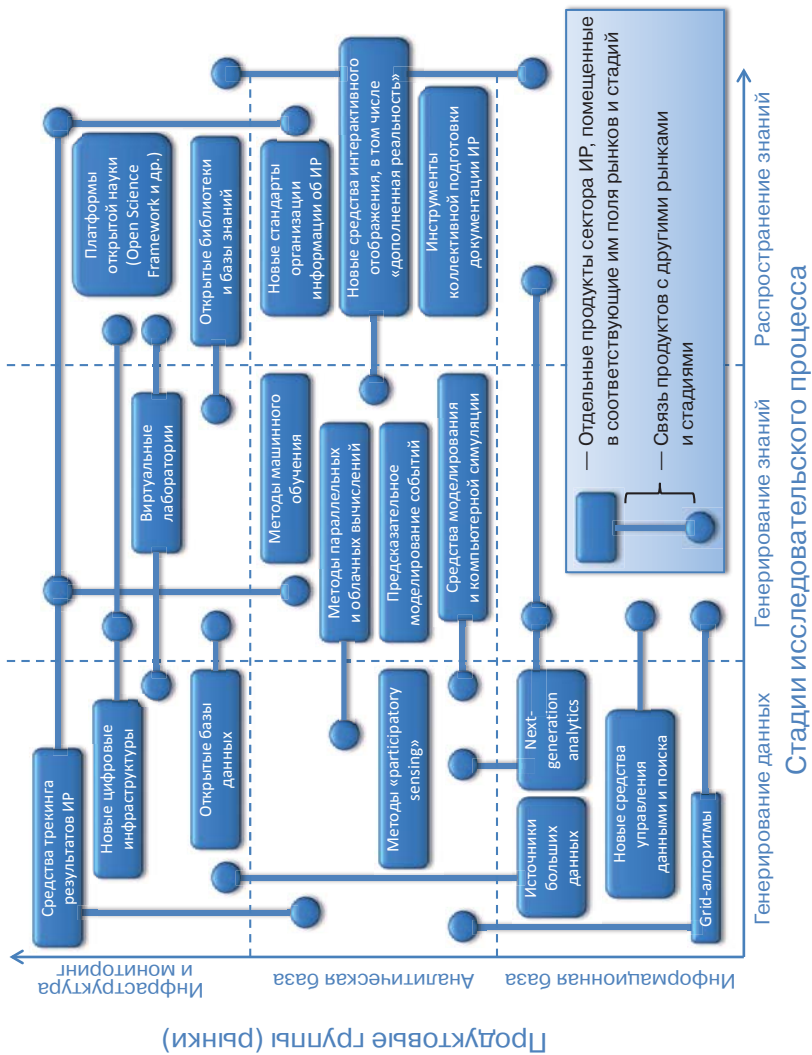 Продуктовые группы (рынки)
Инфраструктура
и мониторинг
Аналитическая база
Информационная база
Средства трекинга
результатов ИР
Новые цифровые
инфраструктуры
Открытые базы
данных
Виртуальные
лаборатории
Платформы
открытой науки
(Open Science
Framework и др.)
Открытые библиотеки
и базы знаний
Методы «participatory
sensing»
Методы машинного
обучения
Методы параллельных
и облачных вычислений
Предсказательное
моделирование событий
Средства моделирования
и компьютерной симуляции
Новые стандарты
организации
информации об ИР
Новые средства интерактивного
отображения, в том числе
«дополненная реальность»
Инструменты
коллективной подготовки
документации ИР
Источники
больших
данных
Next-
generation
analytics
Новые средства
управления
данными и поиска
Grid-алгоритмы
— Отдельные продукты сектора ИР, помещенные
в соответствующие им поля рынков и стадий
— Связь продуктов с другими рынками
и стадиями
Генерирование данных
Генерирование знаний
Распространение знаний
Стадии исследовательского процесса